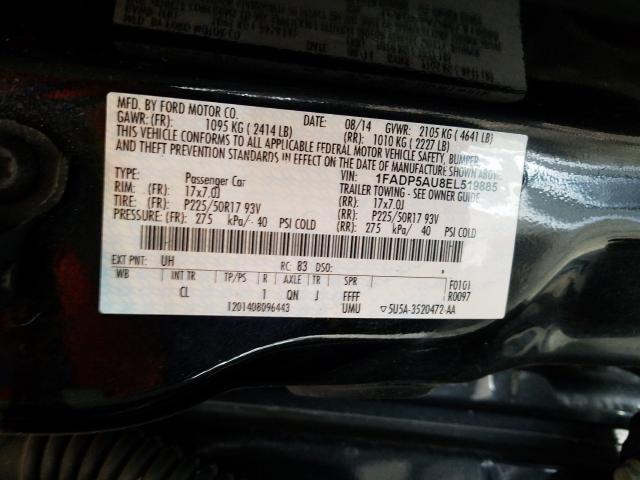 MFD. BY FORD MOTOR CO.
DATE: 08/14 GVWR: 2105 KG ( 4641 LB)
GAWR: (FR): 1095 KG ( 2414 LB) (RR): 1010 KG ( 2227 LB)
THIS VEHICLE CONFORMS TO ALL APPLICABLE FEDERAL MOTOR VEHICLE SAFETY, BUMPER
AND THEFT PREVENTION STANDARDS IN EFFECT ON THE DATE OF MANUFACTURE SHOWN ABOVE.
VIN: 1FADP5AU8EL519885
TYPE: Passenger Car TRAILER TOWING - SEE OWNER GUIDE
RIM: (FR): 17x7.0J (RR): 17x7.0J
TIRE: (FR): P225/50R17 93V (RR): P225/50R17 93V
PRESSURE: (FR): 275 kPa/ 40 PSI COLD (RR): 275 kPa/ 40 PSI COLD
EXT PNT: UH RC: 83 DSO:
WB INT TR TP/PS R AXLE TR SPR F0101
CL 1 QN J FFFF R0097
1201408096443 UMU ▽5U5A-3520472-AA